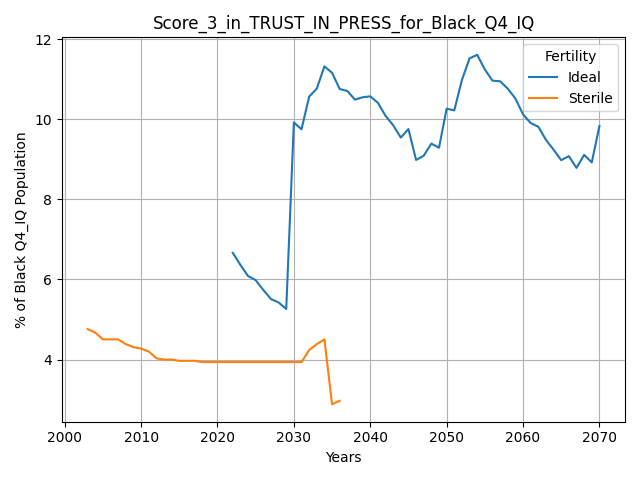 Score_3_in_TRUST_IN_PRESS_for_Black_Q4_IQ
% of Black Q4_IQ Population
12
10
8
6
4
Fertility
Ideal
Sterile
2000 2010 2020 2030 2040 2050 2060 2070
Years